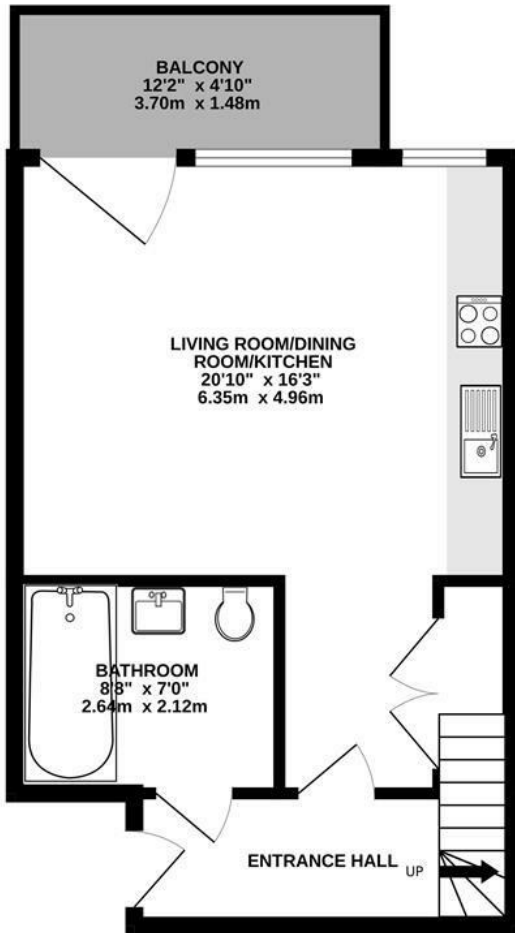 BALCONY
12'2" x 4'10"
3.70m x 1.48m
LIVING ROOM/DINING
ROOM/KITCHEN
20'10" x 16'3"
6.35m x 4.96m
BATHROOM
8'8" x 7'0"
2.64m x 2.12m
ENTRANCE HALL
UP